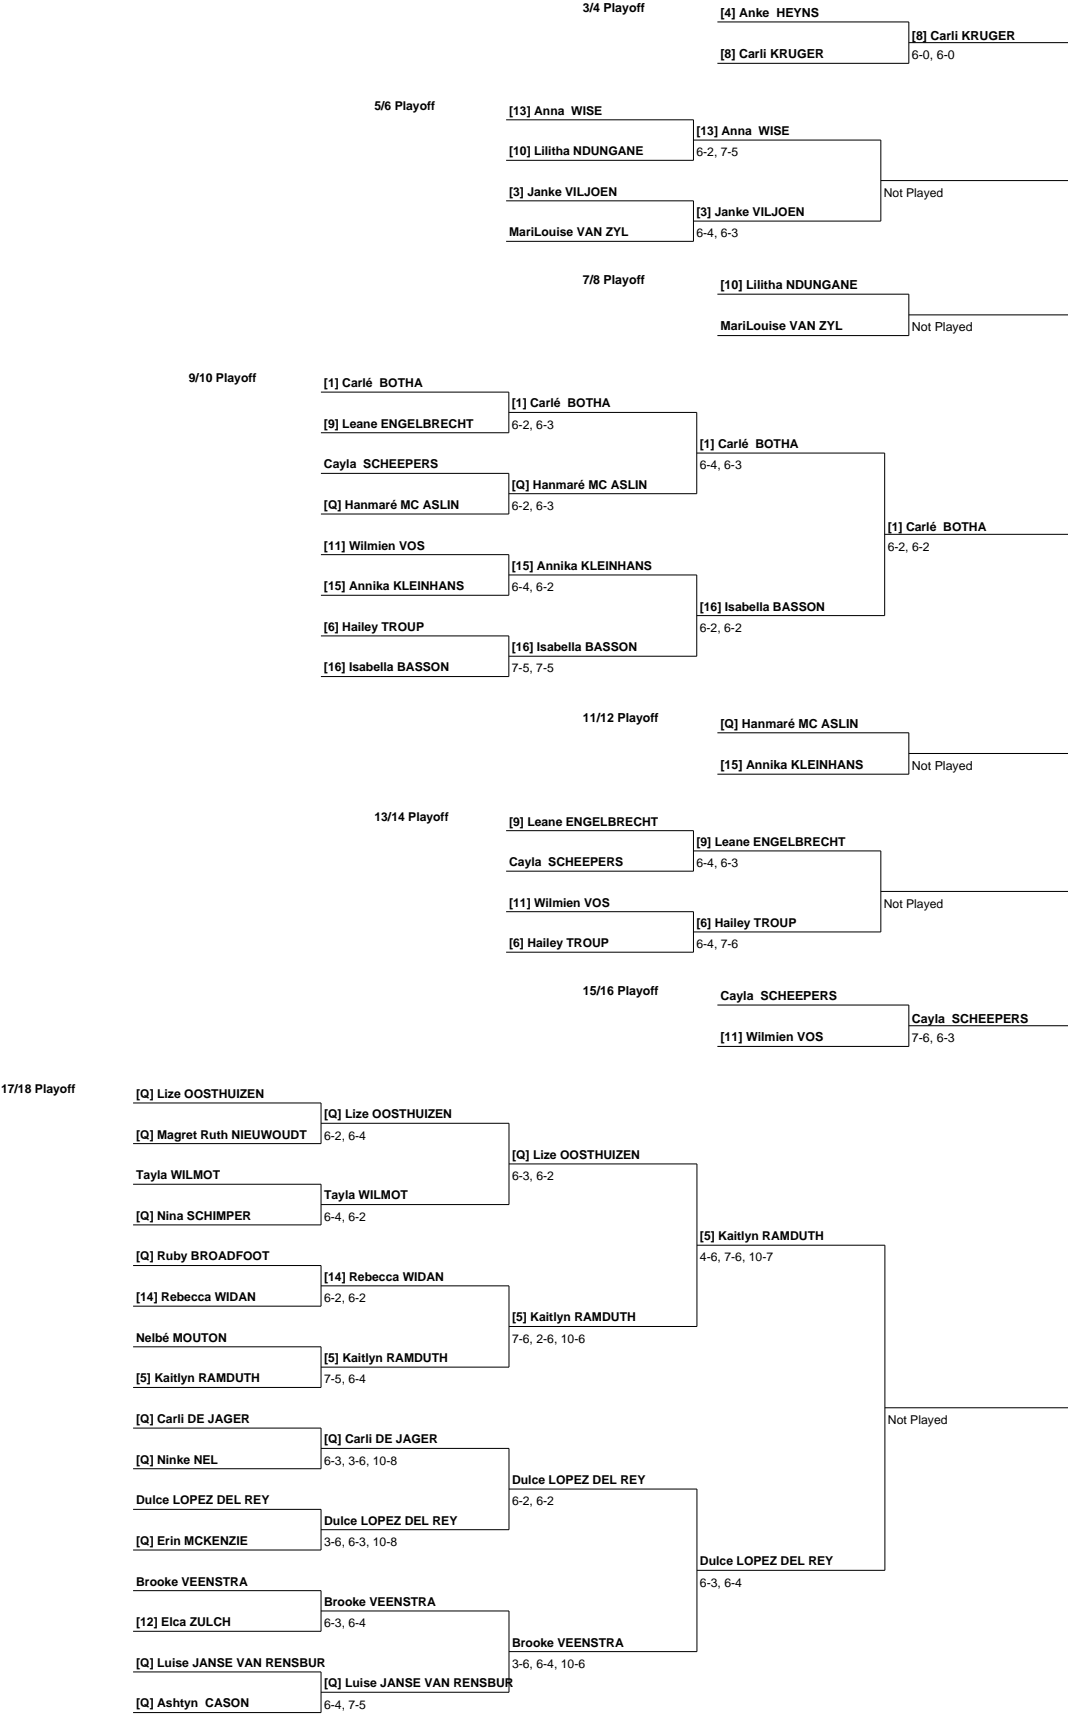 3/4 Playoff
[4] Anke HEYNS
[8] Carli KRUGER
[8] Carli KRUGER
6-0, 6-0
5/6 Playoff
[13] Anna WISE
[13] Anna WISE
[10] Lilitha NDUNGANE
6-2, 7-5
[3] Janke VILJOEN
Not Played
[3] Janke VILJOEN
MariLouise VAN ZYL
6-4, 6-3
7/8 Playoff
[10] Lilitha NDUNGANE
MariLouise VAN ZYL
Not Played
9/10 Playoff
[1] Carlé BOTHA
[1] Carlé BOTHA
[9] Leane ENGELBRECHT
6-2, 6-3
[1] Carlé BOTHA
Cayla SCHEEPERS
6-4, 6-3
[Q] Hanmaré MC ASLIN
[Q] Hanmaré MC ASLIN
6-2, 6-3
[1] Carlé BOTHA
[11] Wilmien VOS
6-2, 6-2
[15] Annika KLEINHANS
[15] Annika KLEINHANS
6-4, 6-2
[16] Isabella BASSON
[6] Hailey TROUP
6-2, 6-2
[16] Isabella BASSON
[16] Isabella BASSON
7-5, 7-5
11/12 Playoff
[Q] Hanmaré MC ASLIN
[15] Annika KLEINHANS
Not Played
13/14 Playoff
[9] Leane ENGELBRECHT
[9] Leane ENGELBRECHT
Cayla SCHEEPERS
6-4, 6-3
[11] Wilmien VOS
Not Played
[6] Hailey TROUP
[6] Hailey TROUP
6-4, 7-6
15/16 Playoff
Cayla SCHEEPERS
Cayla SCHEEPERS
[11] Wilmien VOS
7-6, 6-3
17/18 Playoff
[Q] Lize OOSTHUIZEN
[Q] Lize OOSTHUIZEN
[Q] Magret Ruth NIEUWOUDT
6-2, 6-4
[Q] Lize OOSTHUIZEN
Tayla WILMOT
6-3, 6-2
Tayla WILMOT
[Q] Nina SCHIMPER
6-4, 6-2
[5] Kaitlyn RAMDUTH
[Q] Ruby BROADFOOT
4-6, 7-6, 10-7
[14] Rebecca WIDAN
[14] Rebecca WIDAN
6-2, 6-2
[5] Kaitlyn RAMDUTH
Nelbé MOUTON
7-6, 2-6, 10-6
[5] Kaitlyn RAMDUTH
[5] Kaitlyn RAMDUTH
7-5, 6-4
[Q] Carli DE JAGER
Not Played
[Q] Carli DE JAGER
[Q] Ninke NEL
6-3, 3-6, 10-8
Dulce LOPEZ DEL REY
Dulce LOPEZ DEL REY
6-2, 6-2
Dulce LOPEZ DEL REY
[Q] Erin MCKENZIE
3-6, 6-3, 10-8
Dulce LOPEZ DEL REY
Brooke VEENSTRA
6-3, 6-4
Brooke VEENSTRA
[12] Elca ZULCH
6-3, 6-4
Brooke VEENSTRA
[Q] Luise JANSE VAN RENSBUR
3-6, 6-4, 10-6
[Q] Luise JANSE VAN RENSBUR
[Q] Ashtyn CASON
6-4, 7-5